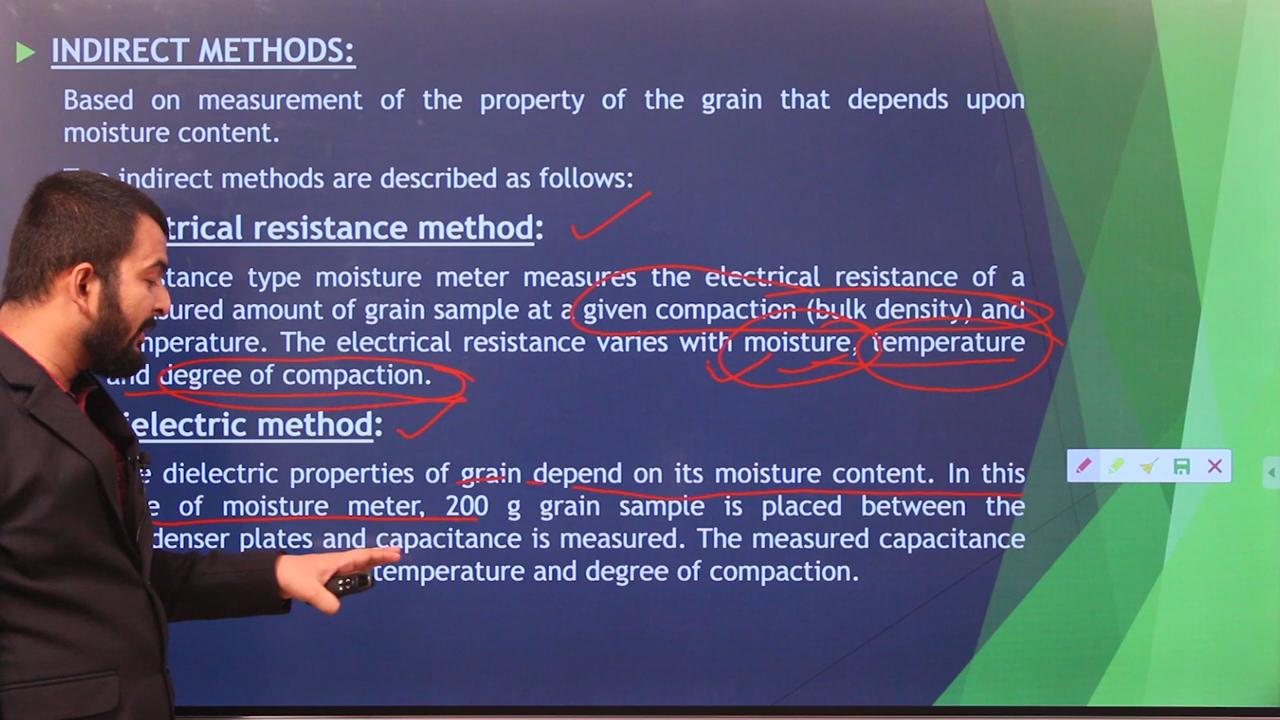 INDIRECT METHODS:
Based on measurement of the property of the grain that depends upon
moisture content.
indirect methods are described as follows:
trical resistance method:
tance type moisture meter measures the electrical resistance of a
ured amount of grain sample at a given compaction (bulk density) and
mperature. The electrical resistance varies with moisture, temperature
and degree of compaction.
ielectric method:
e dielectric properties of grain depend on its moisture content. In this
e of moisture meter, 200 g grain sample is placed between the
denser plates and capacitance is measured. The measured capacitance
temperature and degree of compaction.